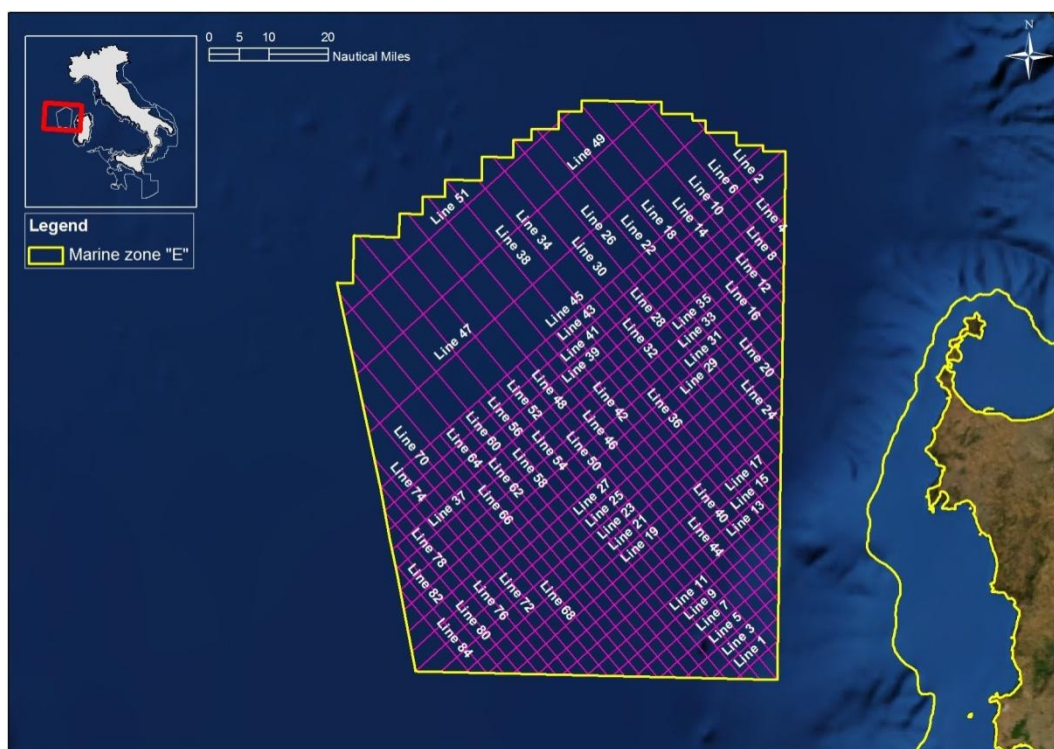 N
0 5 10 20
Nautical Miles
Legend
Marine zone "E"
Line 2
Line 49
Line 6
Line 10
Line 51
Line 14
Line 4
Line 18
Line 34
Line 26
Line 22
Line 38
Line 8
Line 30
Line 12
Line 16
Line 45
Line 28
Line 35
Line 43
Line 33
Line 47
Line 41
Line 32
Line 31
Line 20
Line 39
Line 29
Line 48
Line 52
Line 42
Line 36
Line 24
Line 56
Line 60
Line 46
Line 70
Line 64
Line 54
Line 50
Line 58
Line 62
Line 74
Line 17
Line 27
Line 66
Line 15
Line 37
Line 25
Line 40
Line 23
Line 13
Line 21
Line 44
Line 78
Line 19
Line 82
Line 76
Line 72
Line 68
Line 11
Line 9
Line 80
Line 7
Line 5
Line 84
Line 3
Line 1